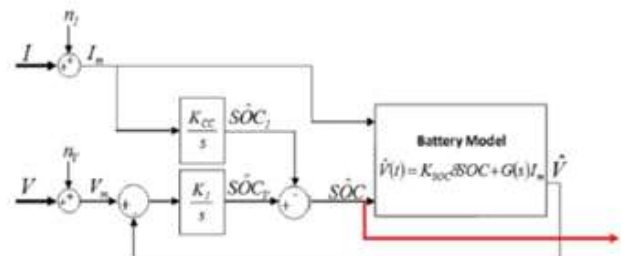 n_I
I
I_m
K_CC
s
SÔC_I
Battery Model
V̂(t) = K_SOC δSOC + G(s)I_m
V̂
n_V
V
V_m
K_I
s
SÔC_V
SÔC